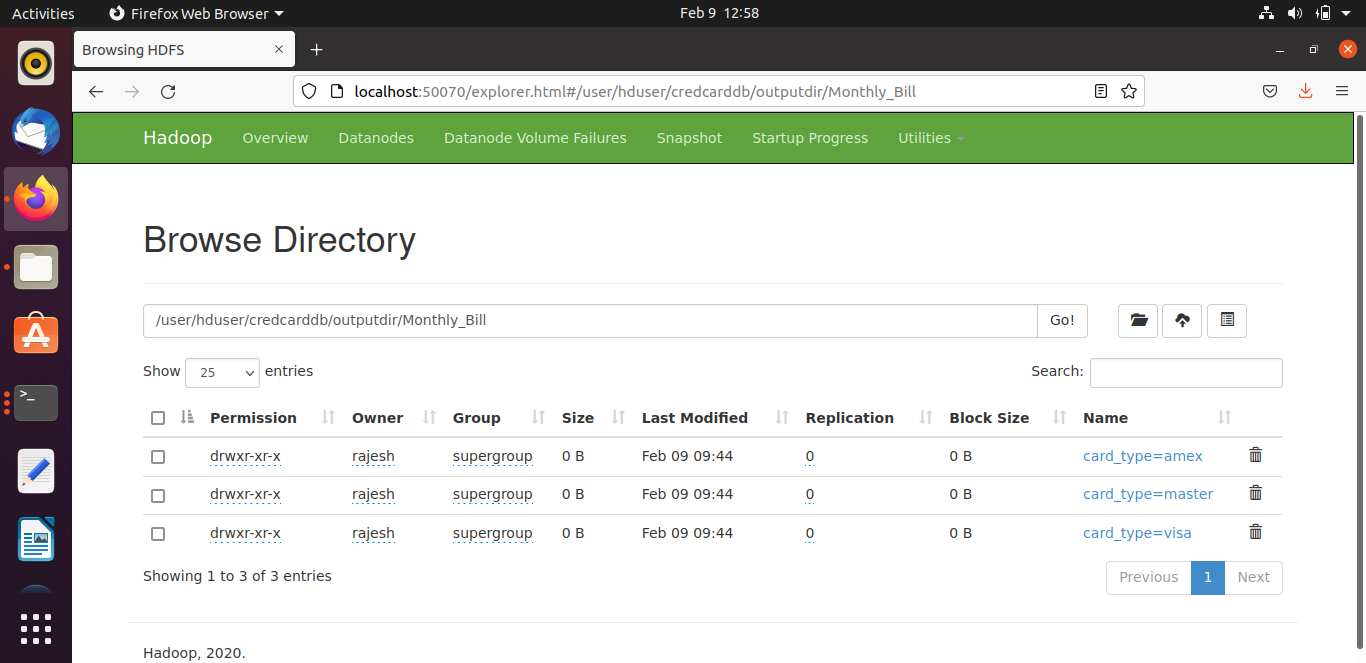 Activities Firefox Web Browser Feb 9 12:58
Browsing HDFS
localhost:50070/explorer.html#/user/hduser/credcarddb/outputdir/Monthly_Bill
Hadoop Overview Datanodes Datanode Volume Failures Snapshot Startup Progress Utilities
Browse Directory
/user/hduser/credcarddb/outputdir/Monthly_Bill Go!
Show 25 entries Search:
Permission Owner Group Size Last Modified Replication Block Size Name
drwxr-xr-x rajesh supergroup 0 B Feb 09 09:44 0 0 B card_type=amex
drwxr-xr-x rajesh supergroup 0 B Feb 09 09:44 0 0 B card_type=master
drwxr-xr-x rajesh supergroup 0 B Feb 09 09:44 0 0 B card_type=visa
Showing 1 to 3 of 3 entries Previous 1 Next
Hadoop, 2020.